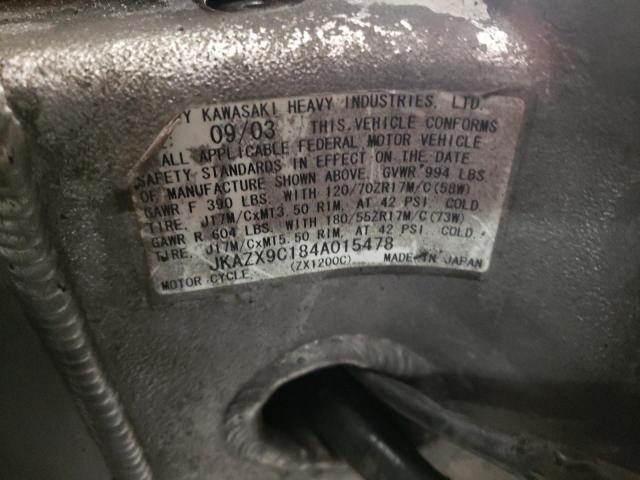 Y KAWASAKI HEAVY INDUSTRIES, LTD.
09/03 THIS VEHICLE CONFORMS
ALL APPLICABLE FEDERAL MOTOR VEHICLE
SAFETY STANDARDS IN EFFECT ON THE DATE
OF MANUFACTURE SHOWN ABOVE. GVWR 994 LBS
GAWR F 390 LBS. WITH 120/70ZR17M/C(58W)
TIRE, J17M/CxMT3.50 RIM, AT 42 PSI. COLD.
GAWR R 604 LBS. WITH 180/55ZR17M/C(73W)
TIRE, J17M/CxMT5.50 RIM, AT 42 PSI. COLD.
JKAZX9C184A015478
MOTOR CYCLE. (ZX1200C) MADE IN JAPAN